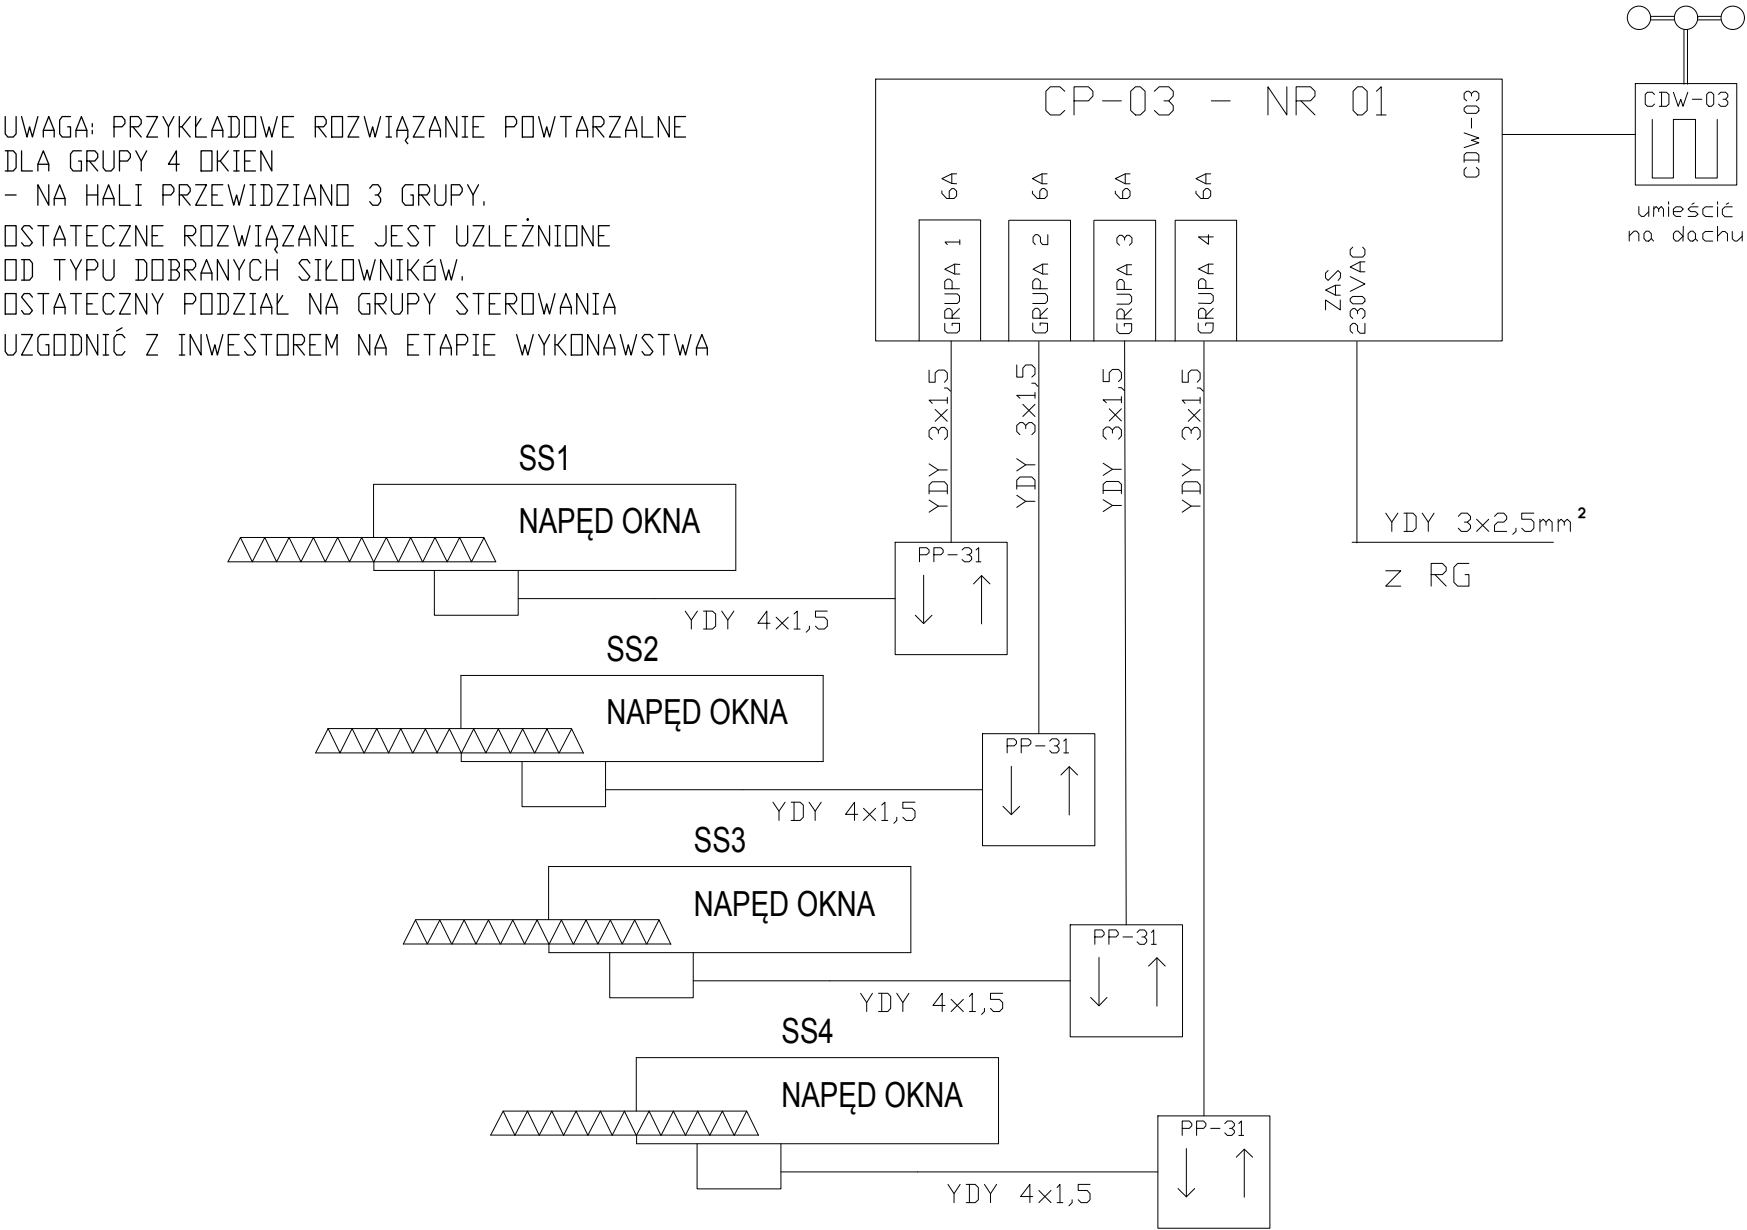 UWAGA: PRZYKŁADOWE ROZWIĄZANIE POWTARZALNE
DLA GRUPY 4 OKIEN
- NA HALI PRZEWIDZIANO 3 GRUPY.
OSTATECZNE ROZWIĄZANIE JEST UZLEŻNIONE
OD TYPU DOBRANYCH SIŁOWNIKóW.
OSTATECZNY PODZIAŁ NA GRUPY STEROWANIA
UZGODNIĆ Z INWESTOREM NA ETAPIE WYKONAWSTWA
CP-03 - NR 01
CDW-03
6A
6A
6A
6A
GRUPA 1
GRUPA 2
GRUPA 3
GRUPA 4
ZAS
230VAC
CDW-03
umieścić
na dachu
YDY 3x1,5
YDY 3x1,5
YDY 3x1,5
YDY 3x1,5
YDY 3x2,5mm²
z RG
SS1
NAPĘD OKNA
PP-31
YDY 4x1,5
SS2
NAPĘD OKNA
PP-31
YDY 4x1,5
SS3
NAPĘD OKNA
PP-31
YDY 4x1,5
SS4
NAPĘD OKNA
PP-31
YDY 4x1,5